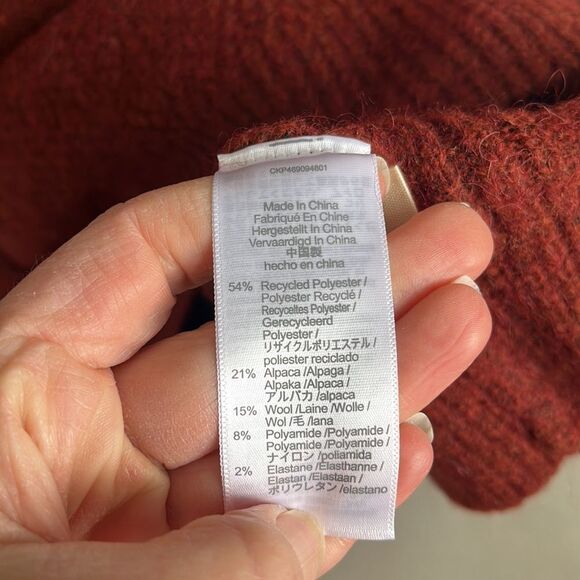 CKP469094801
Made In China
Fabriqué En Chine
Hergestellt In China
Vervaardigd In China
中国製
hecho en china
54% Recycled Polyester /
Polyester Recyclé /
Recyceltes Polyester /
Gerecycleerd
Polyester /
リサイクルポリエステル /
poliester reciclado
21% Alpaca /Alpaga /
Alpaka /Alpaca /
アルパカ /alpaca
15% Wool /Laine /Wolle /
Wol /毛 /lana
8% Polyamide /Polyamide /
Polyamide /Polyamide /
ナイロン /poliamida
2% Elastane /Elasthanne /
Elastan /Elastaan /
ポリウレタン /elastano